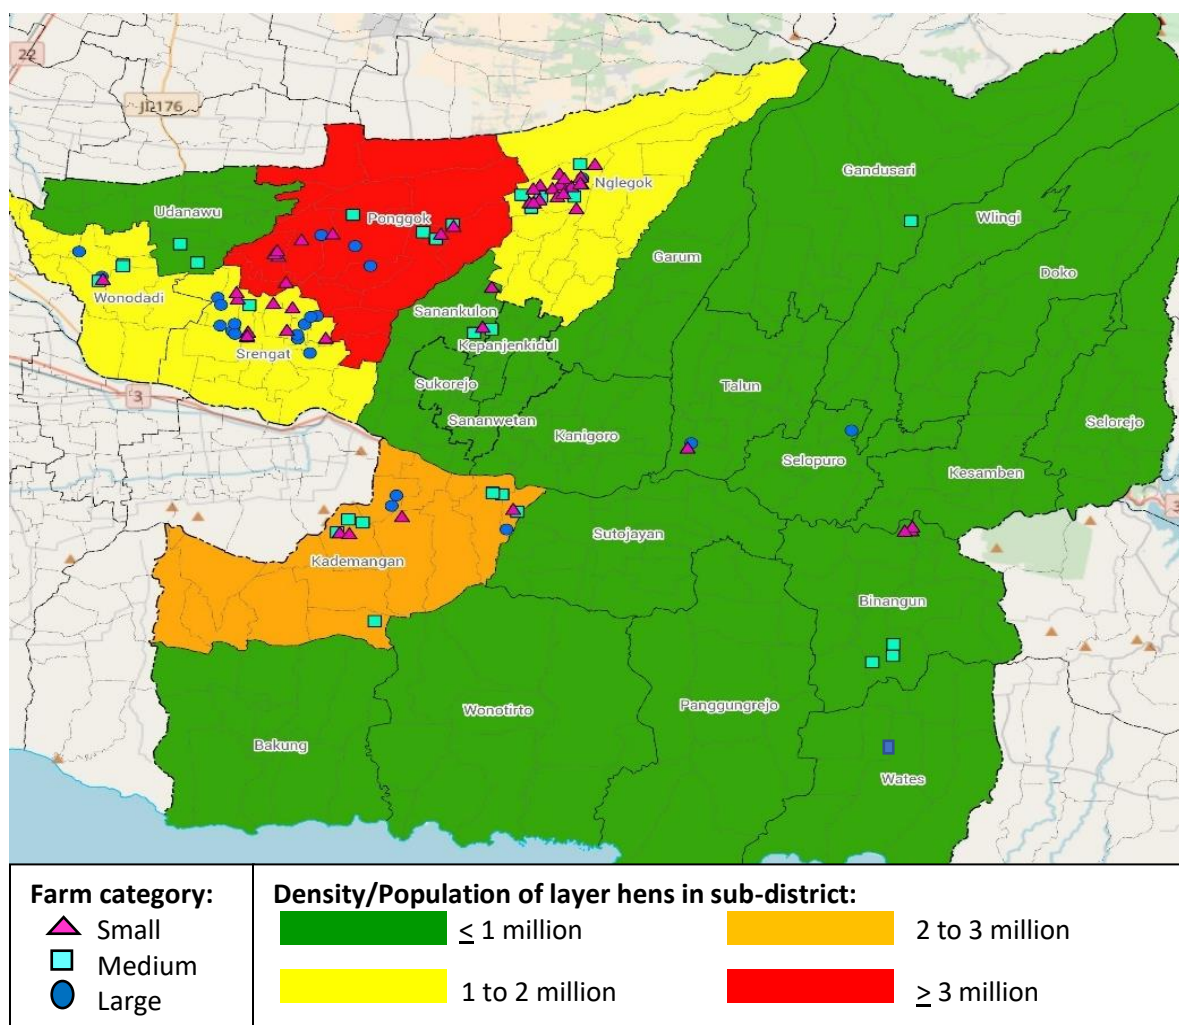 22
JI176
Gandusari
Nglegok
Udanawu
Ponggok
Wlingi
Garum
Doko
Wonodadi
Sanankulon
Kepanjenkidul
Srengat
Sukorejo
Talun
3
Sananwetan
Selorejo
Kanigoro
Selopuro
Kesamben
3
Sutojayan
Kademangan
Binangun
Panggungrejo
Wonotirto
Bakung
Wates
Farm category:
Small
Medium
Large
Density/Population of layer hens in sub-district:
≤ 1 million
2 to 3 million
1 to 2 million
≥ 3 million